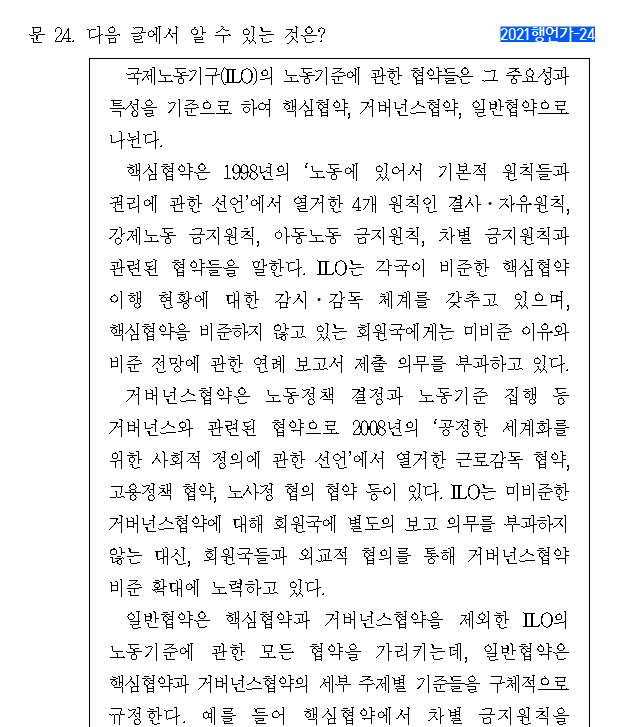 문 24. 다음 글에서 알 수 있는 것은?
2021행언가-24
국제노동기구(ILO)의 노동기준에 관한 협약들은 그 중요성과
특성을 기준으로 하여 핵심협약, 거버넌스협약, 일반협약으로
나뉜다.
핵심협약은 1998년의 '노동에 있어서 기본적 원칙들과
권리에 관한 선언'에서 열거한 4개 원칙인 결사·자유원칙,
강제노동 금지원칙, 아동노동 금지원칙, 차별 금지원칙과
관련된 협약들을 말한다. ILO는 각국이 비준한 핵심협약
이행 현황에 대한 감시·감독 체계를 갖추고 있으며,
핵심협약을 비준하지 않고 있는 회원국에게는 미비준 이유와
비준 전망에 관한 연례 보고서 제출 의무를 부과하고 있다.
거버넌스협약은 노동정책 결정과 노동기준 집행 등
거버넌스와 관련된 협약으로 2008년의 '공정한 세계화를
위한 사회적 정의에 관한 선언'에서 열거한 근로감독 협약,
고용정책 협약, 노사정 협의 협약 등이 있다. ILO는 미비준한
거버넌스협약에 대해 회원국에 별도의 보고 의무를 부과하지
않는 대신, 회원국들과 외교적 협의를 통해 거버넌스협약
비준 확대에 노력하고 있다.
일반협약은 핵심협약과 거버넌스협약을 제외한 ILO의
노동기준에 관한 모든 협약을 가리키는데, 일반협약은
핵심협약과 거버넌스협약의 세부 주제별 기준들을 구체적으로
규정한다. 예를 들어 핵심협약에서 차별 금지원칙을